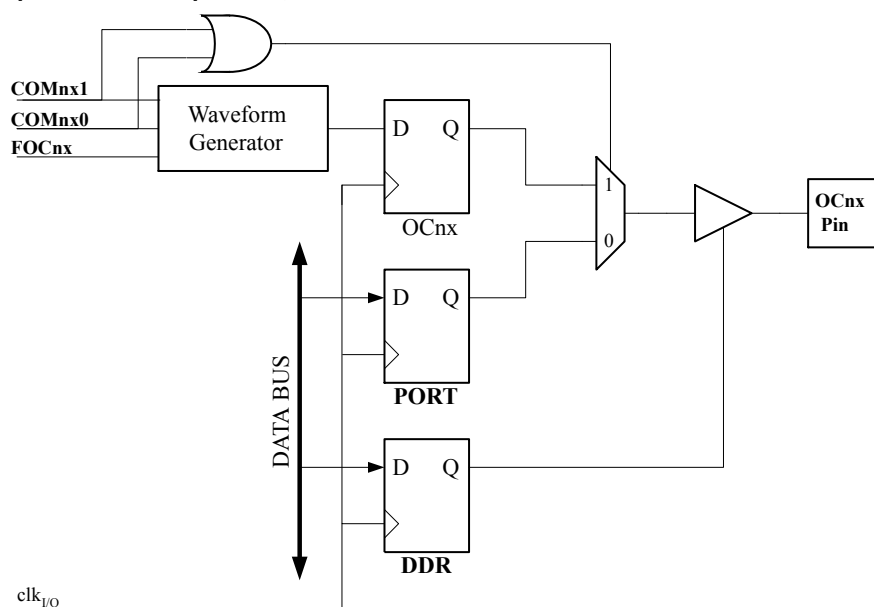 COMnx1
COMnx0
FOCnx
Waveform
Generator
D Q
OCnx
1
0
OCnx
Pin
DATA BUS
D Q
PORT
D Q
DDR
clkI/O